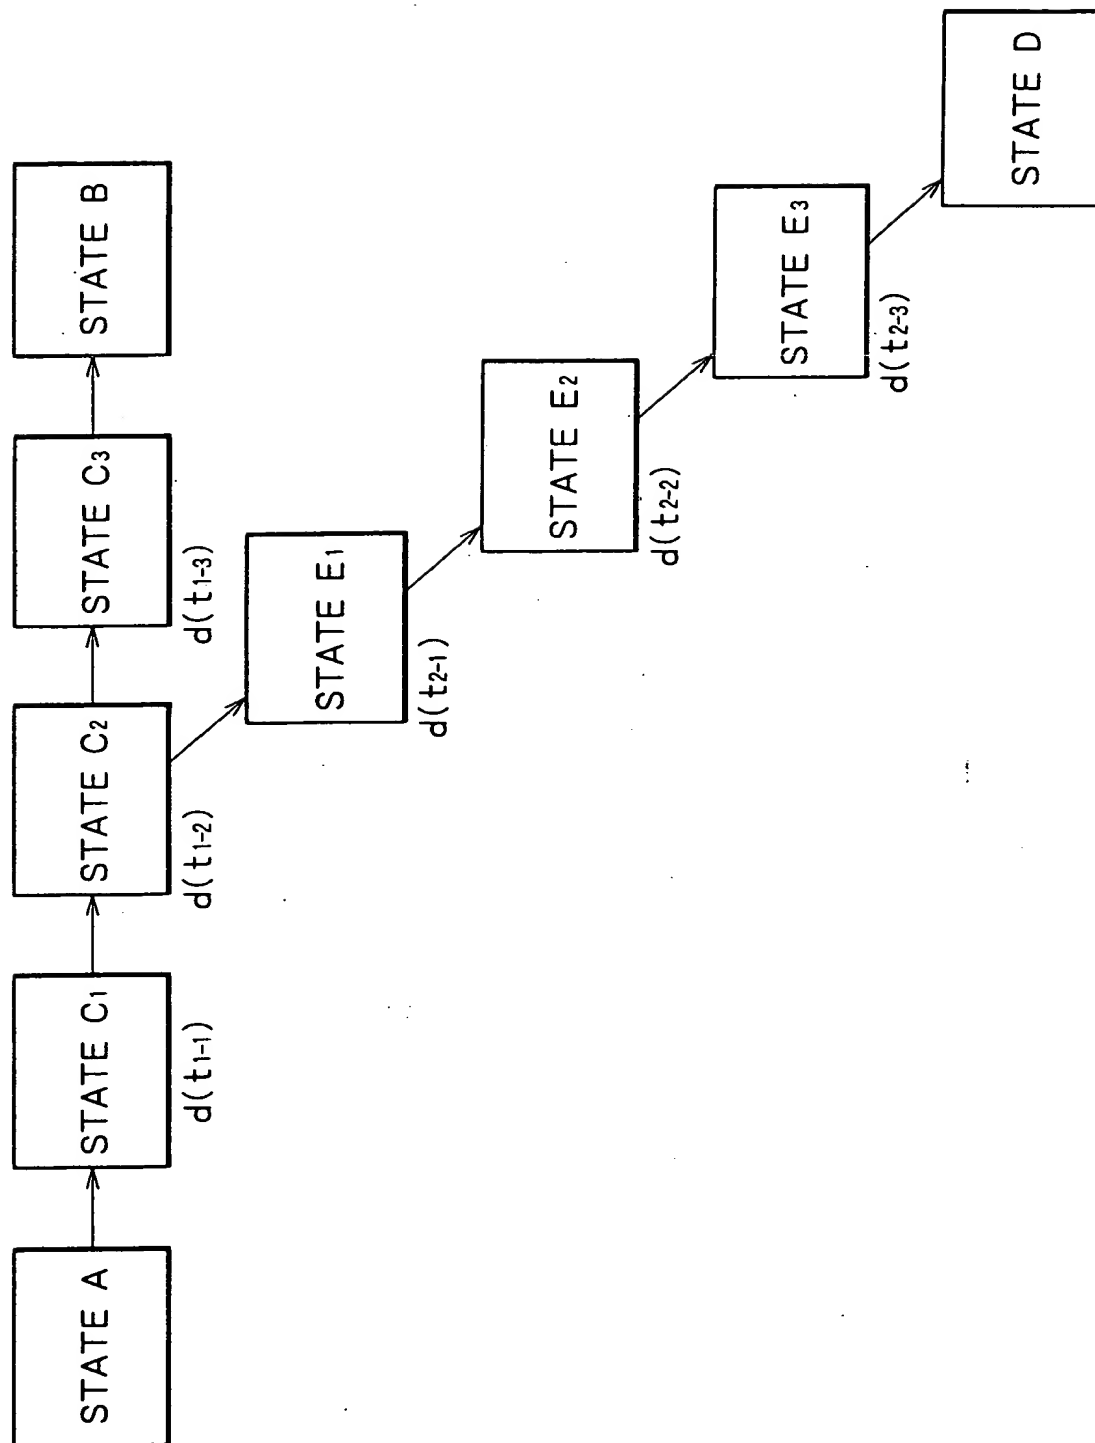 STATE A
STATE C1
d(t1-1)
STATE C2
d(t1-2)
STATE C3
d(t1-3)
STATE B
STATE E1
d(t2-1)
STATE E2
d(t2-2)
STATE E3
d(t2-3)
STATE D